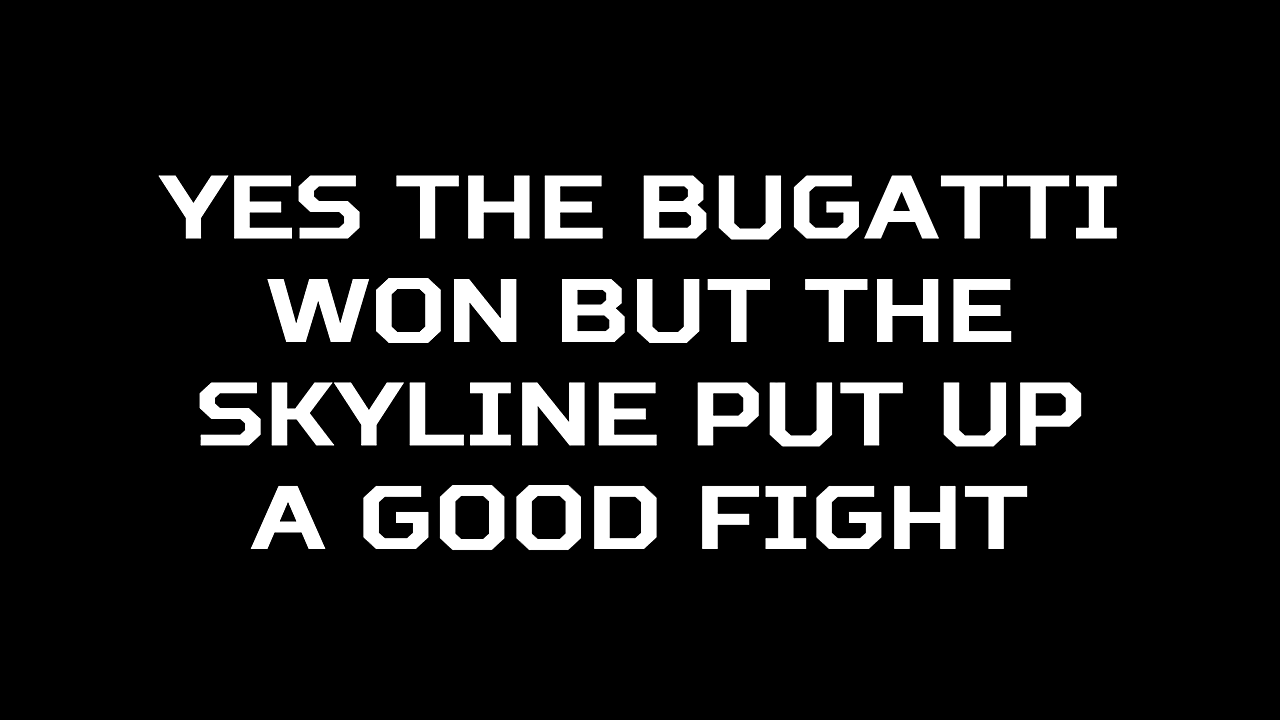 YES THE BUGATTI
WON BUT THE
SKYLINE PUT UP
A GOOD FIGHT